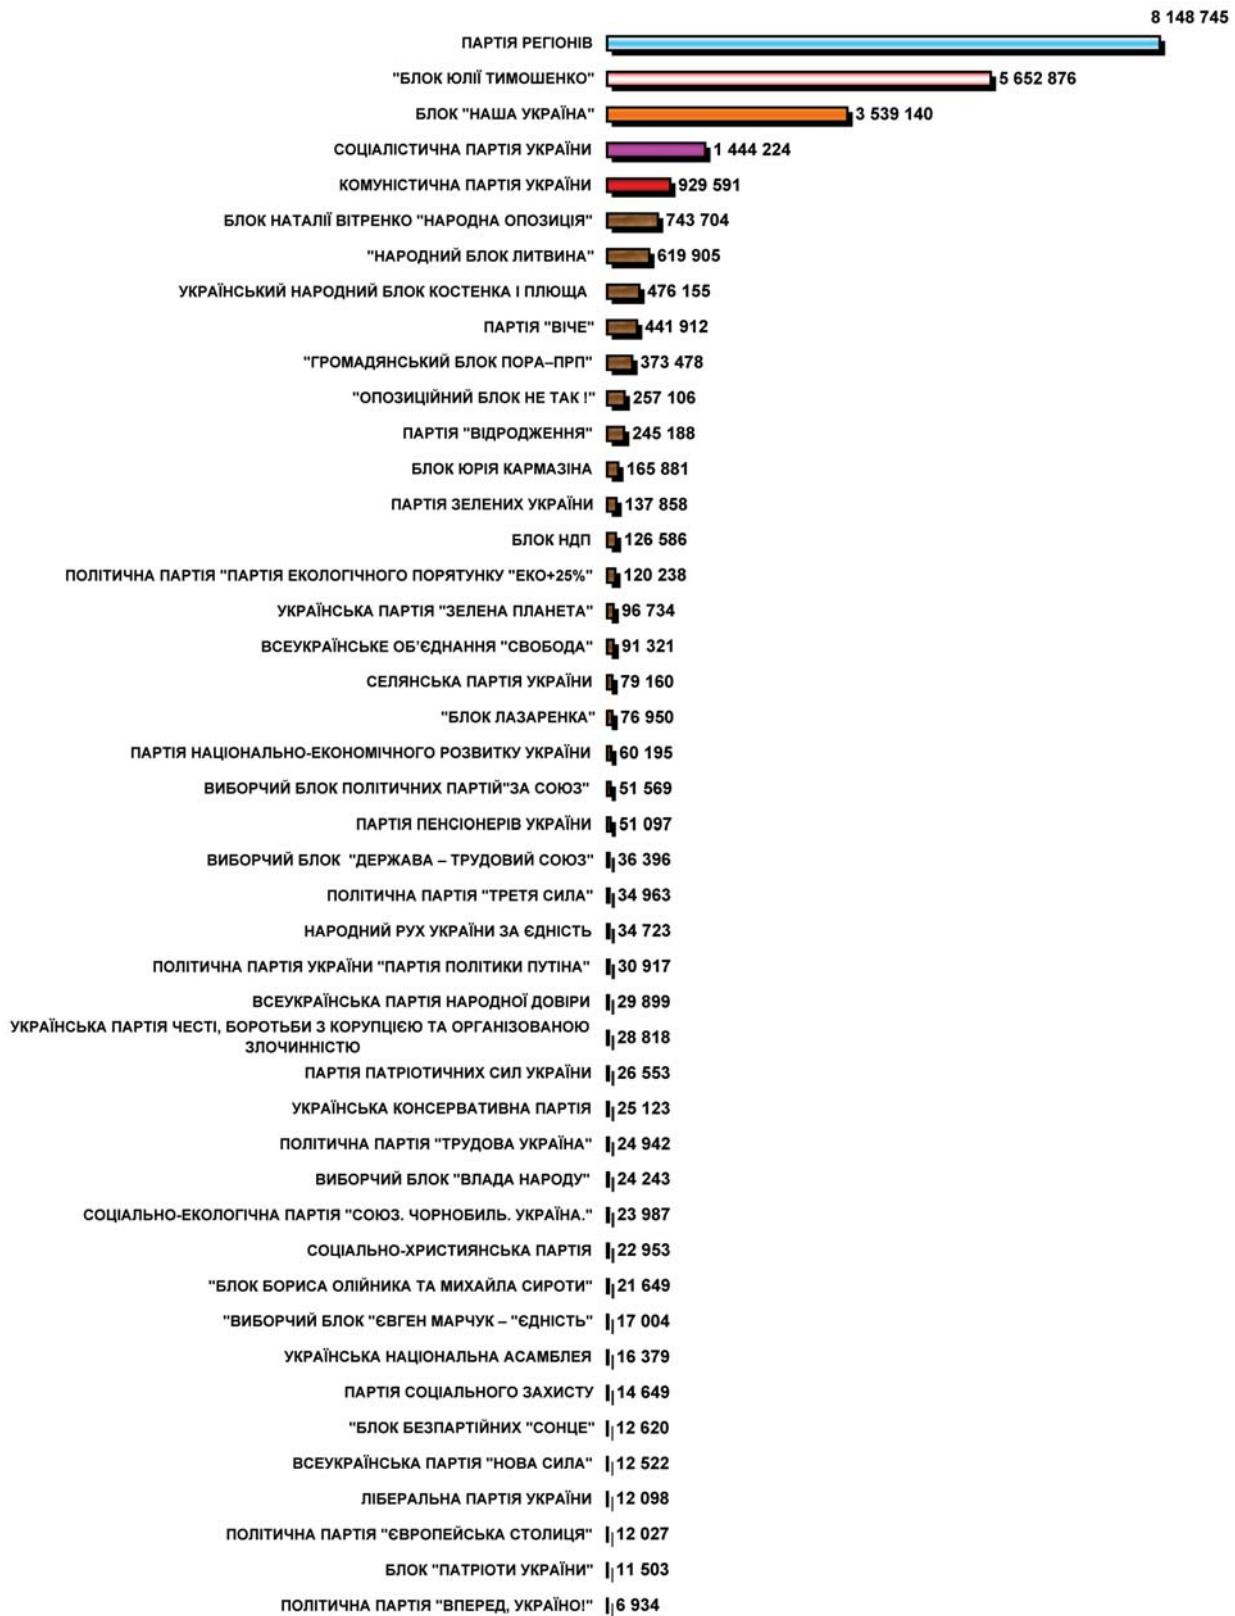 8 148 745
ПАРТІЯ РЕГІОНІВ
"БЛОК ЮЛІЇ ТИМОШЕНКО" 5 652 876
БЛОК "НАША УКРАЇНА" 3 539 140
СОЦІАЛІСТИЧНА ПАРТІЯ УКРАЇНИ 1 444 224
КОМУНІСТИЧНА ПАРТІЯ УКРАЇНИ 929 591
БЛОК НАТАЛІЇ ВІТРЕНКО "НАРОДНА ОПОЗИЦІЯ" 743 704
"НАРОДНИЙ БЛОК ЛИТВИНА" 619 905
УКРАЇНСЬКИЙ НАРОДНИЙ БЛОК КОСТЕНКА І ПЛЮЩА 476 155
ПАРТІЯ "ВІЧЕ" 441 912
"ГРОМАДЯНСЬКИЙ БЛОК ПОРА–ПРП" 373 478
"ОПОЗИЦІЙНИЙ БЛОК НЕ ТАК !" 257 106
ПАРТІЯ "ВІДРОДЖЕННЯ" 245 188
БЛОК ЮРІЯ КАРМАЗІНА 165 881
ПАРТІЯ ЗЕЛЕНИХ УКРАЇНИ 137 858
БЛОК НДП 126 586
ПОЛІТИЧНА ПАРТІЯ "ПАРТІЯ ЕКОЛОГІЧНОГО ПОРЯТУНКУ "ЕКО+25%" 120 238
УКРАЇНСЬКА ПАРТІЯ "ЗЕЛЕНА ПЛАНЕТА" 96 734
ВСЕУКРАЇНСЬКЕ ОБ'ЄДНАННЯ "СВОБОДА" 91 321
СЕЛЯНСЬКА ПАРТІЯ УКРАЇНИ 79 160
"БЛОК ЛАЗАРЕНКА" 76 950
ПАРТІЯ НАЦІОНАЛЬНО-ЕКОНОМІЧНОГО РОЗВИТКУ УКРАЇНИ 60 195
ВИБОРЧИЙ БЛОК ПОЛІТИЧНИХ ПАРТІЙ"ЗА СОЮЗ" 51 569
ПАРТІЯ ПЕНСІОНЕРІВ УКРАЇНИ 51 097
ВИБОРЧИЙ БЛОК "ДЕРЖАВА – ТРУДОВИЙ СОЮЗ" 36 396
ПОЛІТИЧНА ПАРТІЯ "ТРЕТЯ СИЛА" 34 963
НАРОДНИЙ РУХ УКРАЇНИ ЗА ЄДНІСТЬ 34 723
ПОЛІТИЧНА ПАРТІЯ УКРАЇНИ "ПАРТІЯ ПОЛІТИКИ ПУТІНА" 30 917
ВСЕУКРАЇНСЬКА ПАРТІЯ НАРОДНОЇ ДОВІРИ 29 899
УКРАЇНСЬКА ПАРТІЯ ЧЕСТІ, БОРОТЬБИ З КОРУПЦІЄЮ ТА ОРГАНІЗОВАНОЮ 28 818
ЗЛОЧИННІСТЮ
ПАРТІЯ ПАТРІОТИЧНИХ СИЛ УКРАЇНИ 26 553
УКРАЇНСЬКА КОНСЕРВАТИВНА ПАРТІЯ 25 123
ПОЛІТИЧНА ПАРТІЯ "ТРУДОВА УКРАЇНА" 24 942
ВИБОРЧИЙ БЛОК "ВЛАДА НАРОДУ" 24 243
СОЦІАЛЬНО-ЕКОЛОГІЧНА ПАРТІЯ "СОЮЗ. ЧОРНОБИЛЬ. УКРАЇНА." 23 987
СОЦІАЛЬНО-ХРИСТИЯНСЬКА ПАРТІЯ 22 953
"БЛОК БОРИСА ОЛІЙНИКА ТА МИХАЙЛА СИРОТИ" 21 649
"ВИБОРЧИЙ БЛОК "ЄВГЕН МАРЧУК – "ЄДНІСТЬ" 17 004
УКРАЇНСЬКА НАЦІОНАЛЬНА АСАМБЛЕЯ 16 379
ПАРТІЯ СОЦІАЛЬНОГО ЗАХИСТУ 14 649
"БЛОК БЕЗПАРТІЙНИХ "СОНЦЕ" 12 620
ВСЕУКРАЇНСЬКА ПАРТІЯ "НОВА СИЛА" 12 522
ЛІБЕРАЛЬНА ПАРТІЯ УКРАЇНИ 12 098
ПОЛІТИЧНА ПАРТІЯ "ЄВРОПЕЙСЬКА СТОЛИЦЯ" 12 027
БЛОК "ПАТРІОТИ УКРАЇНИ" 11 503
ПОЛІТИЧНА ПАРТІЯ "ВПЕРЕД, УКРАЇНО!" 6 934